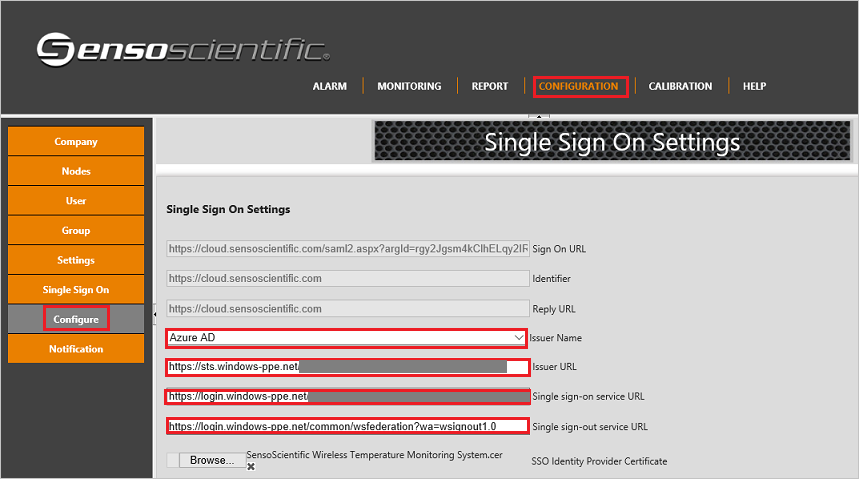 Sensoscientific®
ALARM MONITORING REPORT CONFIGURATION CALIBRATION HELP
Single Sign On Settings
Company
Nodes
User
Group
Settings
Single Sign On
Configure
Notification
Single Sign On Settings
https://cloud.sensoscientific.com/saml2.aspx?argId=rgy2Jgsm4kClhELqy2lR Sign On URL
https://cloud.sensoscientific.com Identifier
https://cloud.sensoscientific.com Reply URL
Azure AD Issuer Name
https://sts.windows-ppe.net/ Issuer URL
https://login.windows-ppe.net/ Single sign-on service URL
https://login.windows-ppe.net/common/wsfederation?wa=wsignout1.0 Single sign-out service URL
Browse... SensoScientific Wireless Temperature Monitoring System.cer SSO Identity Provider Certificate